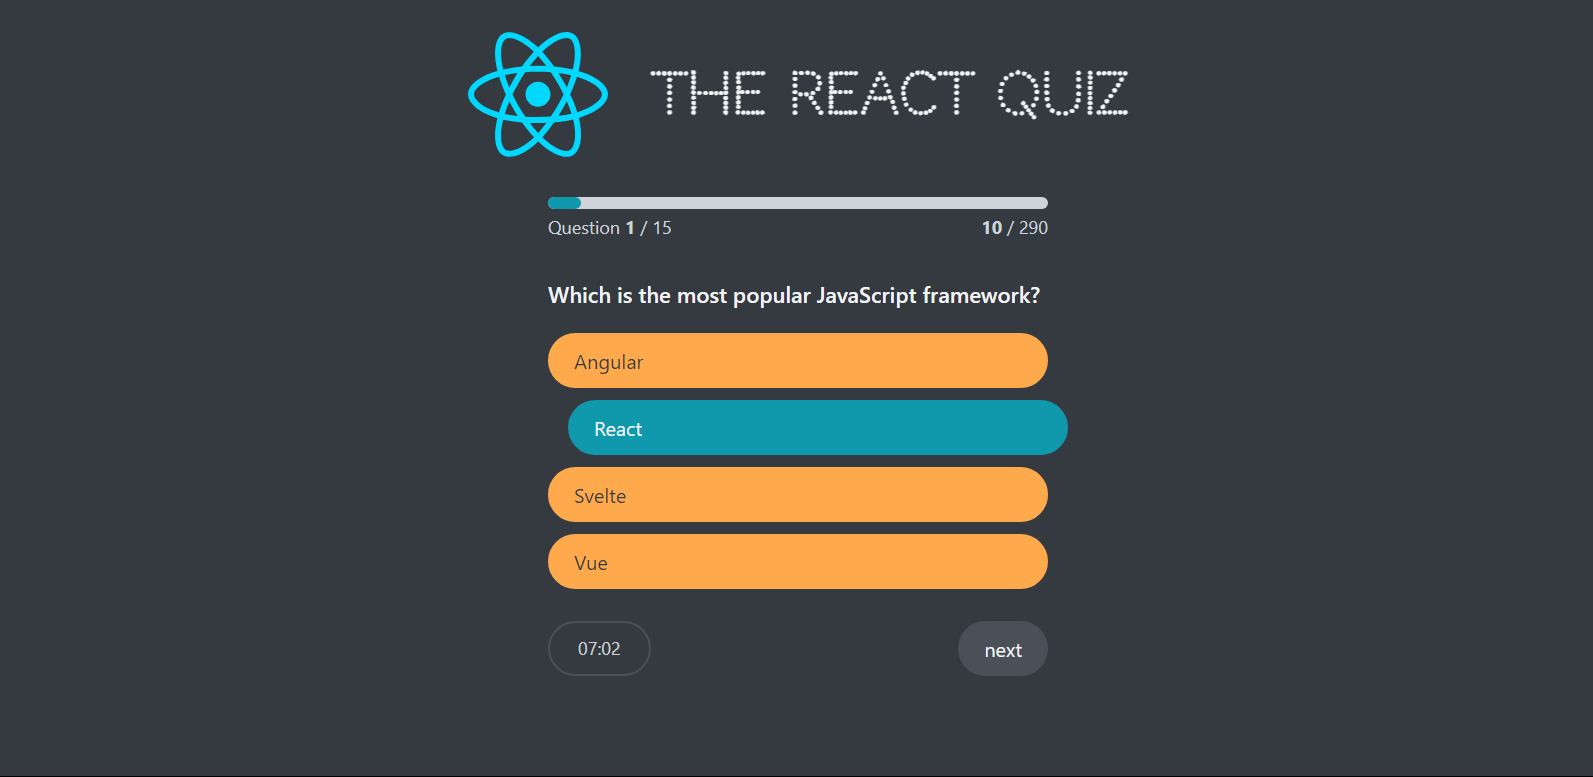 THE REACT QUIZ
Question 1 / 15
10 / 290
Which is the most popular JavaScript framework?
Angular
React
Svelte
Vue
07:02
next